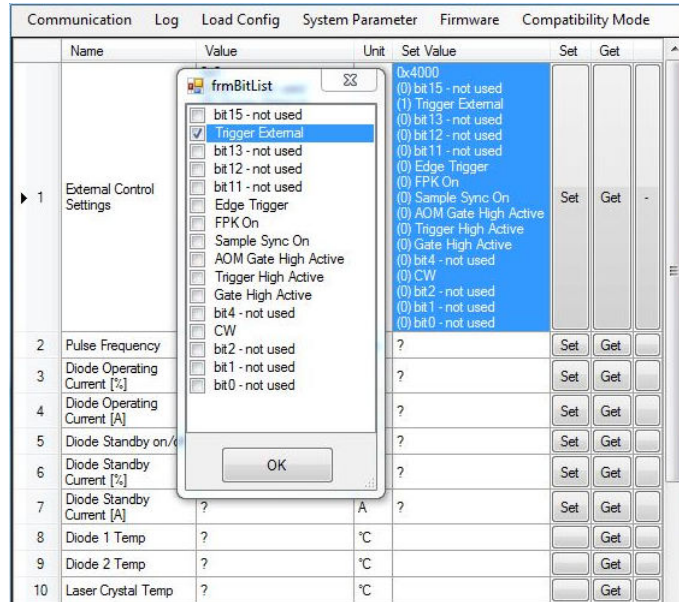 Communication Log Load Config System Parameter Firmware Compatibility Mode
Name Value Unit Set Value Set Get
1 External Control Settings
0x4000
(0) bit15 - not used
(1) Trigger External
(0) bit13 - not used
(0) bit12 - not used
(0) bit11 - not used
(0) Edge Trigger
(0) FPK On
(0) Sample Sync On
(0) AOM Gate High Active
(0) Trigger High Active
(0) Gate High Active
(0) bit4 - not used
(0) CW
(0) bit2 - not used
(0) bit1 - not used
(0) bit0 - not used
Set Get -
frmBitList
bit15 - not used
Trigger External
bit13 - not used
bit12 - not used
bit11 - not used
Edge Trigger
FPK On
Sample Sync On
AOM Gate High Active
Trigger High Active
Gate High Active
bit4 - not used
CW
bit2 - not used
bit1 - not used
bit0 - not used
OK
2 Pulse Frequency ? Set Get
3 Diode Operating Current [%] ? Set Get
4 Diode Operating Current [A] ? Set Get
5 Diode Standby on/ ? Set Get
6 Diode Standby Current [%] ? Set Get
7 Diode Standby Current [A] ? A ? Set Get
8 Diode 1 Temp ? °C Get
9 Diode 2 Temp ? °C Get
10 Laser Crystal Temp ? °C Get